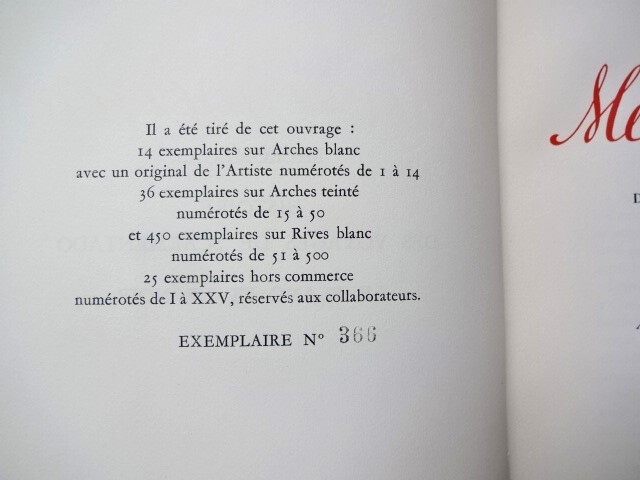 Il a été tiré de cet ouvrage :
14 exemplaires sur Arches blanc
avec un original de l'Artiste numérotés de 1 à 14
36 exemplaires sur Arches teinté
numérotés de 15 à 50
et 450 exemplaires sur Rives blanc
numérotés de 51 à 500
25 exemplaires hors commerce
numérotés de I à XXV, réservés aux collaborateurs.
EXEMPLAIRE Nº 366
Me
D